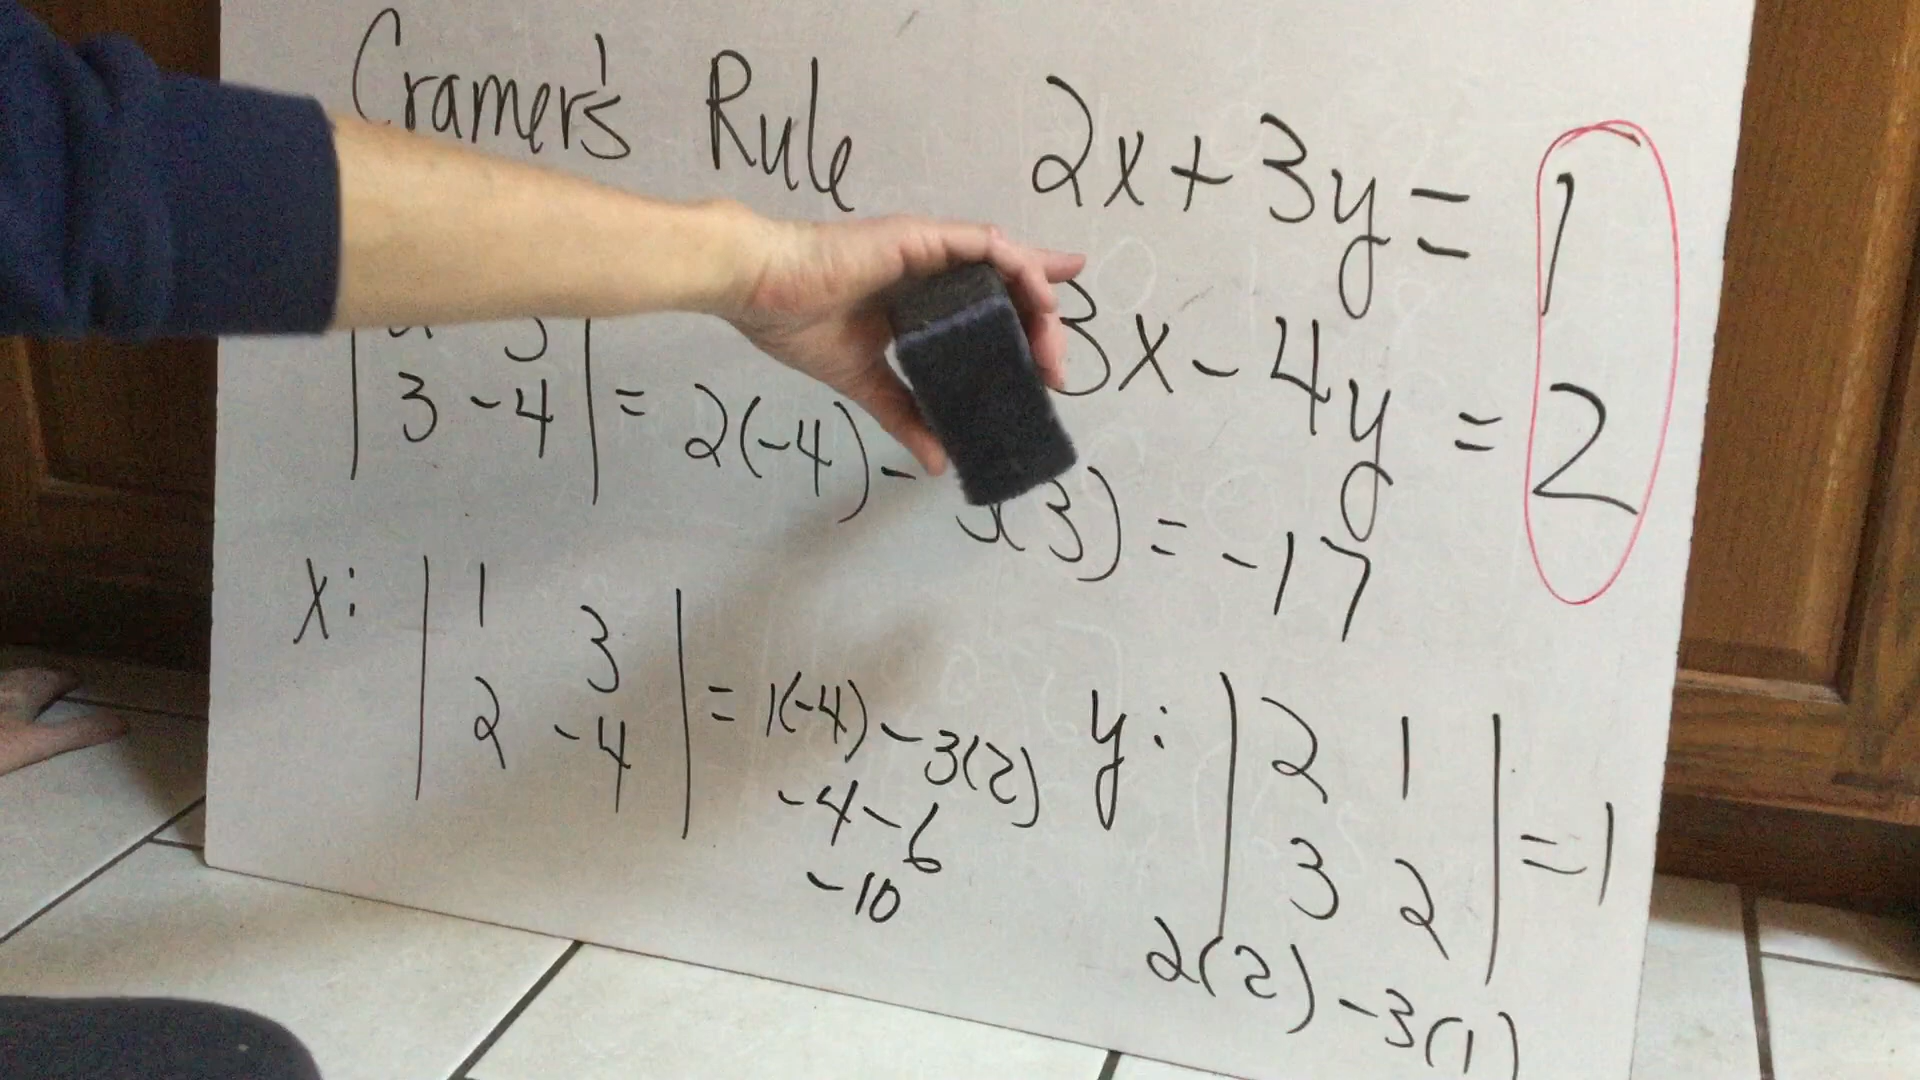 Cramer's Rule
2x + 3y = 1
3x - 4y = 2
| 3 -4 | = 2(-4) - 3(3) = -17
x: | 1 3 |
| 2 -4 | = 1(-4) - 3(2)
-4 - 6
-10
y: | 2 1 |
| 3 2 | = 1
2(2) - 3(1)